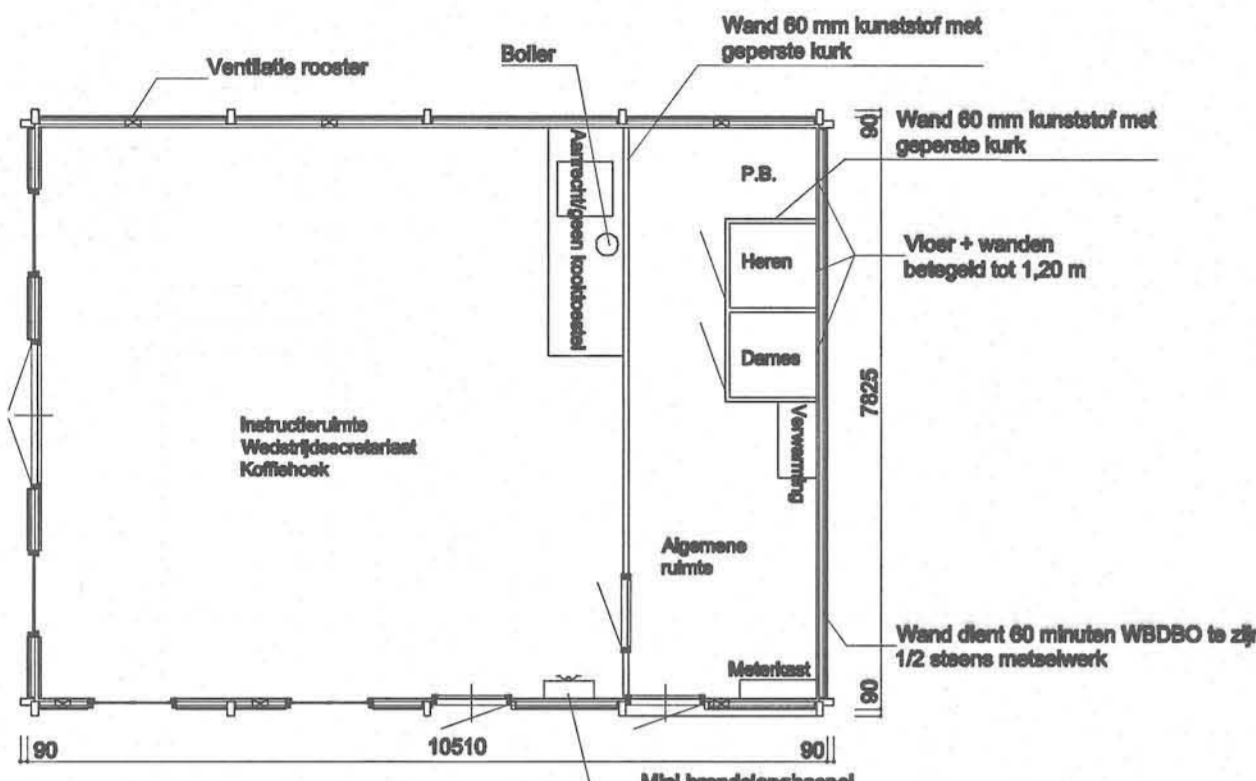 Wand 60 mm kunststof met
geperste kurk
Ventilatie rooster
Boiler
Wand 60 mm kunststof met
geperste kurk
90
P.B.
Aanrecht/geen kooktoestel
Heren
Vloer + wanden
betegeld tot 1,20 m
Dames
7825
Verwarming
Instructieruimte
Wedstrijdsecretariaat
Koffiehoek
Algemene
ruimte
Wand dient 60 minuten WBDBO te zijn
1/2 steens metselwerk
Meterkast
90
90
10510
90
Mini brandslanghaspel